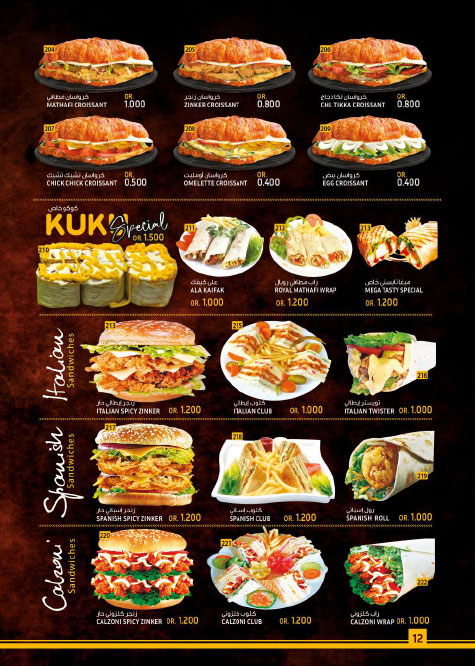 204
205
206
كرواسان مطافي
OR.
MATHAFI CROISSANT 1.000
كرواسان زنجر
OR.
ZINKER CROISSANT 0.800
كرواسان تكادجاج
OR.
CHI. TIKKA CROISSANT 0.800
207
208
209
كرواسان تشيك تشيك
OR.
CHICK CHICK CROISSANT 0.500
كرواسان اومليت
OR.
OMELETTE CROISSANT 0.400
كرواسان بيض
OR.
EGG CROISSANT 0.400
كوكو خاص
KUKU Special
OR 1.500
210
211
على كيفك
ALA KAIFAK
OR. 1.000
212
راب مطافي رويال
ROYAL MATHAFI WRAP
OR. 1.200
213
ميغا تايستي خاص
MEGA TASTY SPECIAL
OR. 1.200
Italian Sandwiches
213
زنجر إيطالي حار
ITALIAN SPICY ZINKER OR. 1.200
215
كلوب إيطالي
ITALIAN CLUB OR. 1.200
216
تويستر إيطالي
ITALIAN TWISTER OR. 1.000
Spanish Sandwiches
زنجر إسباني حار
SPANISH SPICY ZINKER OR. 1.200
218
كلوب إسباني
SPANISH CLUB OR. 1.200
219
رول إسباني
SPANISH ROLL OR. 1.000
Calzoni Sandwiches
220
زنجر كلزوني حار
CALZONI SPICY ZINKER OR. 1.200
221
كلوب كلزوني
CALZONI CLUB OR. 1.200
222
راب كلزوني
CALZONI WRAP OR. 1.000
12